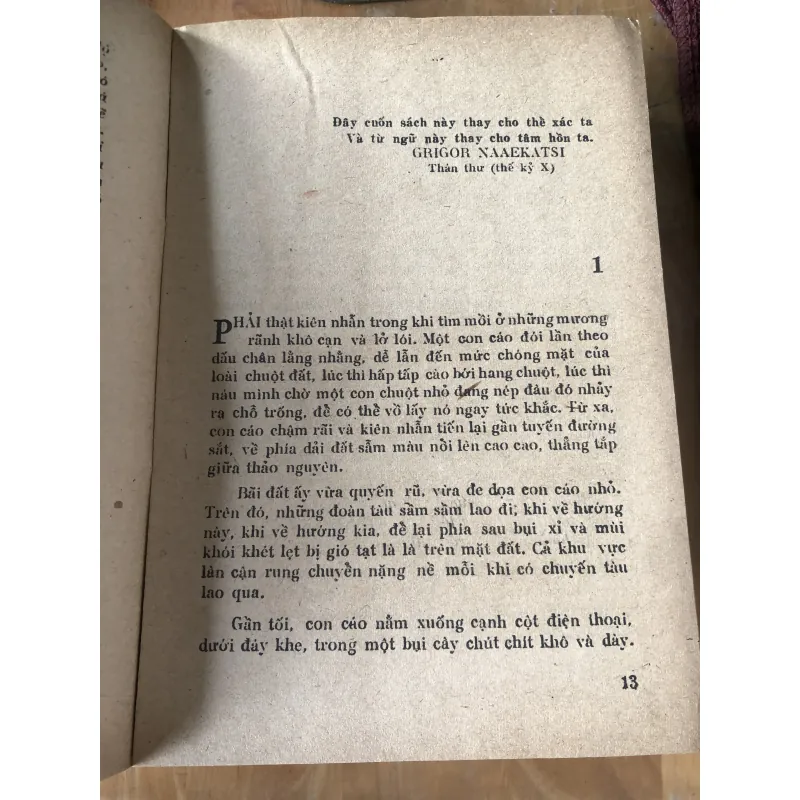 Đây cuốn sách này thay cho thể xác ta
Và từ ngữ này thay cho tâm hồn ta.
GRIGOR NAAEKATSI
Thán thư (thế kỷ X)
1
PHẢI thật kiên nhẫn trong khi tìm mồi ở những mương
rãnh khô cạn và lở lói. Một con cáo đói lần theo
dấu chân lằng nhằng, dễ lẫn đến mức chóng mặt của
loài chuột đất, lúc thì hấp tấp cào bới hang chuột, lúc thì
náu mình chờ một con chuột nhỏ đang nép đâu đó nhảy
ra chỗ trống, để có thể vồ lấy nó ngay tức khắc. Từ xa,
con cáo chậm rãi và kiên nhẫn tiến lại gần tuyến đường
sắt, về phía dải đất sẫm màu nổi lên cao cao, thẳng tắp
giữa thảo nguyên.
Bãi đất ấy vừa quyến rũ, vừa đe dọa con cáo nhỏ.
Trên đó, những đoàn tàu sầm sầm lao đi; khi về hướng
này, khi về hướng kia, để lại phía sau bụi xỉ và mùi
khói khét lẹt bị gió tạt là là trên mặt đất. Cả khu vực
lân cận rung chuyển nặng nề mỗi khi có chuyến tàu
lao qua.
Gần tối, con cáo nằm xuống cạnh cột điện thoại,
dưới đáy khe, trong một bụi cây chút chít khô và dày.
13